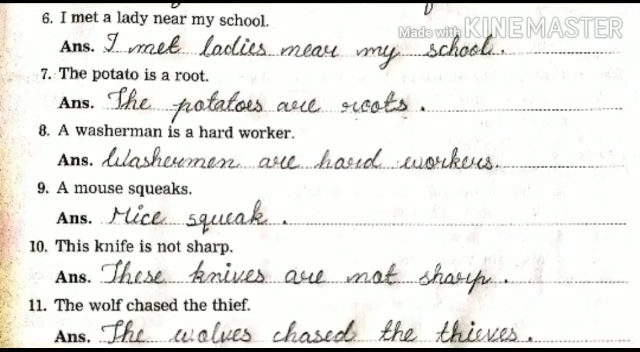 Made with KINEMASTER
6. I met a lady near my school.
Ans. I met ladies near my school.
7. The potato is a root.
Ans. The potatoes are roots.
8. A washerman is a hard worker.
Ans. Washermen are hard workers.
9. A mouse squeaks.
Ans. Mice squeak.
10. This knife is not sharp.
Ans. These knives are not sharp.
11. The wolf chased the thief.
Ans. The wolves chased the thieves.